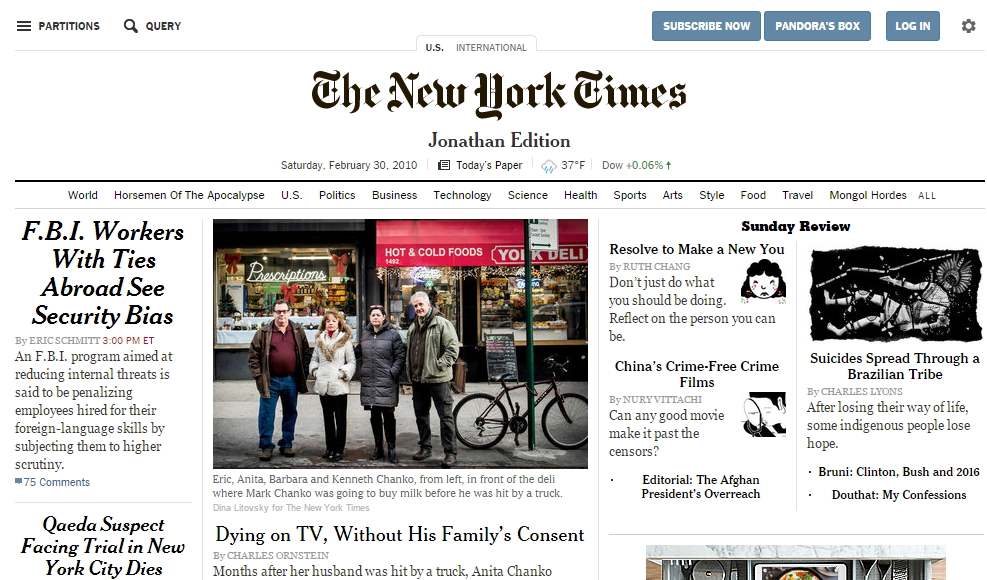 PARTITIONS
QUERY
SUBSCRIBE NOW
PANDORA'S BOX
LOG IN
U.S.
INTERNATIONAL
The New York Times
Jonathan Edition
Saturday, February 30, 2010
Today's Paper
37°F
Dow +0.06%
World
Horsemen Of The Apocalypse
U.S.
Politics
Business
Technology
Science
Health
Sports
Arts
Style
Food
Travel
Mongol Hordes
ALL
F.B.I. Workers
With Ties
Abroad See
Security Bias
By ERIC SCHMITT 3:00 PM ET
An F.B.I. program aimed at
reducing internal threats is
said to be penalizing
employees hired for their
foreign-language skills by
subjecting them to higher
scrutiny.
75 Comments
Qaeda Suspect
Facing Trial in New
York City Dies
Prescriptions
HOT & COLD FOODS
1492
YORK DELI
Eric, Anita, Barbara and Kenneth Chanko, from left, in front of the deli
where Mark Chanko was going to buy milk before he was hit by a truck.
Dina Litovsky for The New York Times
Dying on TV, Without His Family's Consent
By CHARLES ORNSTEIN
Months after her husband was hit by a truck, Anita Chanko
Sunday Review
Resolve to Make a New You
By RUTH CHANG
Don't just do what
you should be doing.
Reflect on the person you can
be.
China's Crime-Free Crime
Films
By NURY VITTACHI
Can any good movie
make it past the
censors?
Editorial: The Afghan
President's Overreach
Suicides Spread Through a
Brazilian Tribe
By CHARLES LYONS
After losing their way of life,
some indigenous people lose
hope.
Bruni: Clinton, Bush and 2016
Douthat: My Confessions